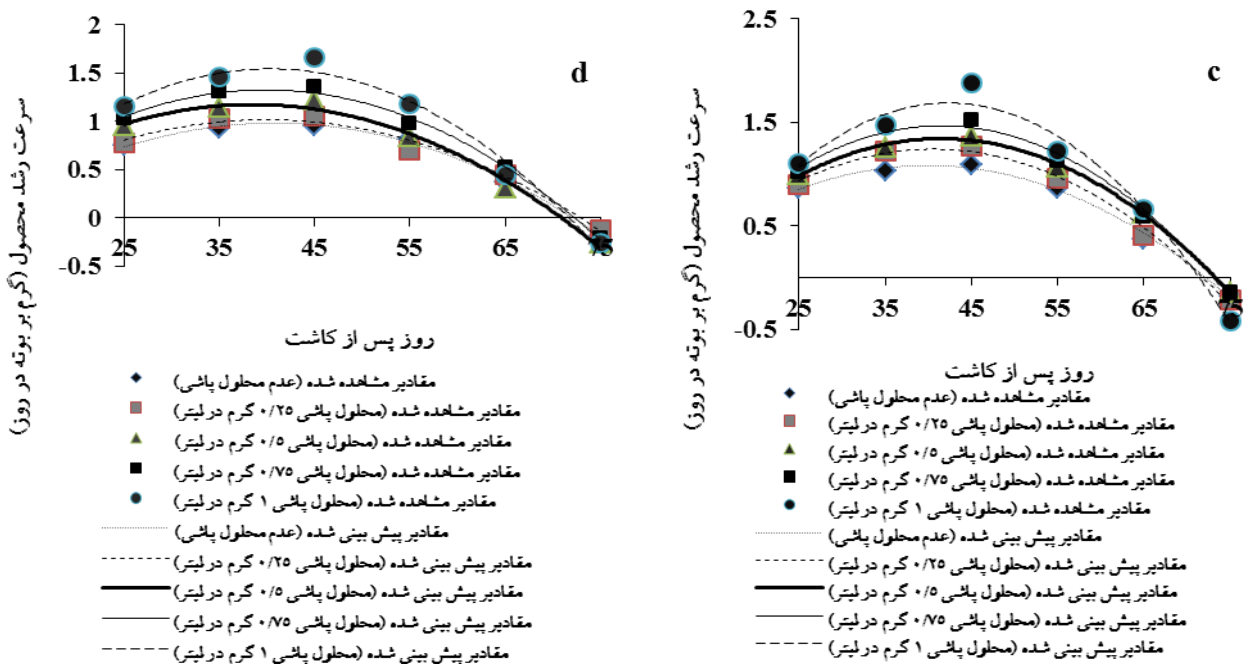 d
سرعت رشد محصول (گرم بر بوته در روز)
2
1.5
1
0.5
0
-0.5
25 35 45 55 65 75
روز پس از کاشت
مقادیر مشاهده شده (عدم محلول پاشی)
مقادیر مشاهده شده (محلول پاشی ۰/۲۵ گرم در لیتر)
مقادیر مشاهده شده (محلول پاشی ۰/۵ گرم در لیتر)
مقادیر مشاهده شده (محلول پاشی ۰/۷۵ گرم در لیتر)
مقادیر مشاهده شده (محلول پاشی ۱ گرم در لیتر)
مقادیر پیش بینی شده (عدم محلول پاشی)
مقادیر پیش بینی شده (محلول پاشی ۰/۲۵ گرم در لیتر)
مقادیر پیش بینی شده (محلول پاشی ۰/۵ گرم در لیتر)
مقادیر پیش بینی شده (محلول پاشی ۰/۷۵ گرم در لیتر)
مقادیر پیش بینی شده (محلول پاشی ۱ گرم در لیتر)
c
سرعت رشد محصول (گرم بر بوته در روز)
2.5
1.5
0.5
-0.5
25 35 45 55 65 75
روز پس از کاشت
مقادیر مشاهده شده (عدم محلول پاشی)
مقادیر مشاهده شده (محلول پاشی ۰/۲۵ گرم در لیتر)
مقادیر مشاهده شده (محلول پاشی ۰/۵ گرم در لیتر)
مقادیر مشاهده شده (محلول پاشی ۰/۷۵ گرم در لیتر)
مقادیر مشاهده شده (محلول پاشی ۱ گرم در لیتر)
مقادیر پیش بینی شده (عدم محلول پاشی)
مقادیر پیش بینی شده (محلول پاشی ۰/۲۵ گرم در لیتر)
مقادیر پیش بینی شده (محلول پاشی ۰/۵ گرم در لیتر)
مقادیر پیش بینی شده (محلول پاشی ۰/۷۵ گرم در لیتر)
مقادیر پیش بینی شده (محلول پاشی ۱ گرم در لیتر)